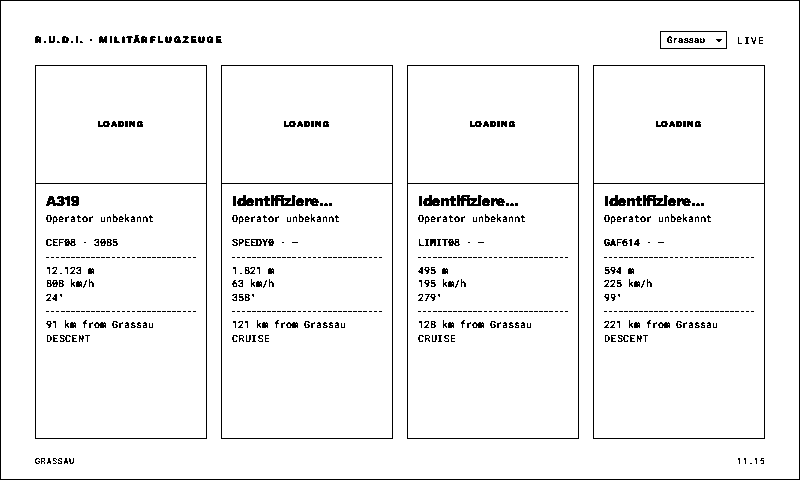 R.U.D.I. · MILITÄRFLUGZEUGE
Grassau
LIVE
LOADING
A319
Operator unbekannt
CEF08 · 3085
12.123 m
808 km/h
24°
91 km from Grassau
DESCENT
LOADING
Identifiziere...
Operator unbekannt
SPEEDY0 · —
1.821 m
63 km/h
358°
121 km from Grassau
CRUISE
LOADING
Identifiziere...
Operator unbekannt
LIMIT08 · —
495 m
195 km/h
279°
128 km from Grassau
CRUISE
LOADING
Identifiziere...
Operator unbekannt
GAF614 · —
594 m
225 km/h
99°
221 km from Grassau
DESCENT
GRASSAU
11.15